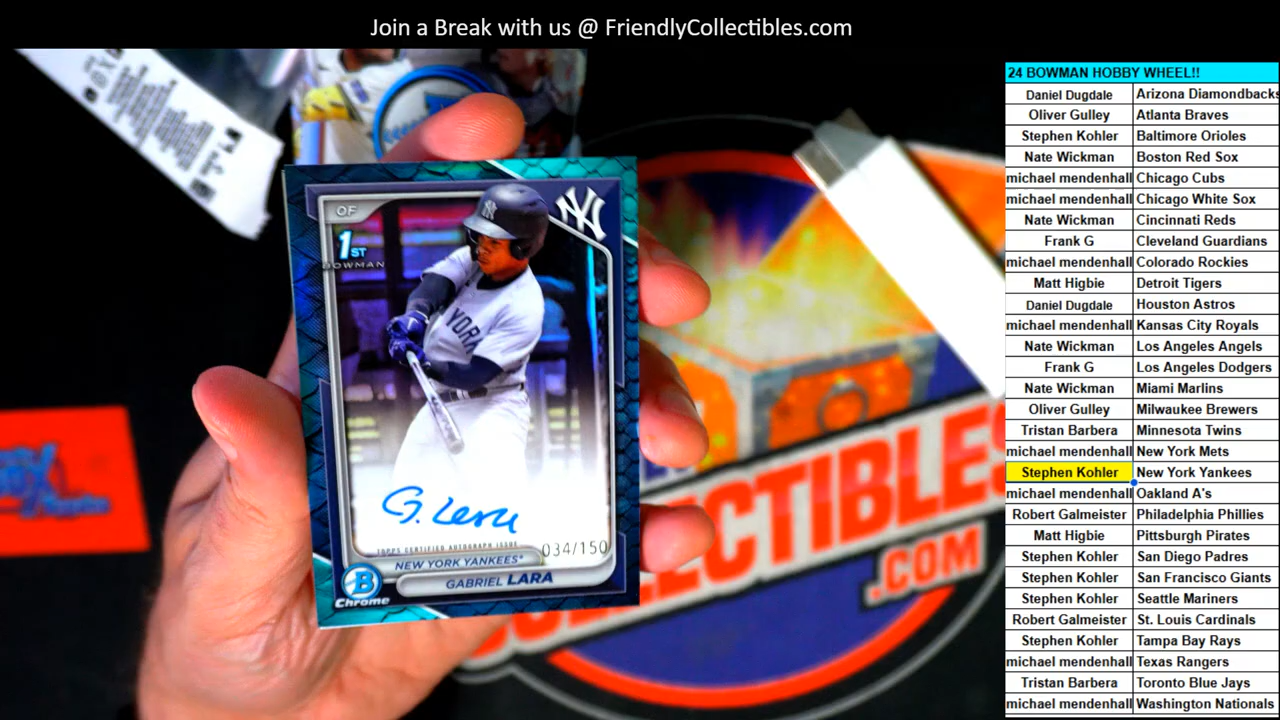 Join a Break with us @ FriendlyCollectibles.com
OF
1ST
BOWMAN
NY
YORK
G. Lara
TOPPS CERTIFIED AUTOGRAPH ISSUE
034/150
NEW YORK YANKEES
GABRIEL LARA
B
Chrome
COLLECTIBLES
.COM
24 BOWMAN HOBBY WHEEL!!
Daniel Dugdale Arizona Diamondbacks
Oliver Gulley Atlanta Braves
Stephen Kohler Baltimore Orioles
Nate Wickman Boston Red Sox
michael mendenhall Chicago Cubs
michael mendenhall Chicago White Sox
Nate Wickman Cincinnati Reds
Frank G Cleveland Guardians
michael mendenhall Colorado Rockies
Matt Higbie Detroit Tigers
Daniel Dugdale Houston Astros
michael mendenhall Kansas City Royals
Nate Wickman Los Angeles Angels
Frank G Los Angeles Dodgers
Nate Wickman Miami Marlins
Oliver Gulley Milwaukee Brewers
Tristan Barbera Minnesota Twins
michael mendenhall New York Mets
Stephen Kohler New York Yankees
michael mendenhall Oakland A's
Robert Galmeister Philadelphia Phillies
Matt Higbie Pittsburgh Pirates
Stephen Kohler San Diego Padres
Stephen Kohler San Francisco Giants
Stephen Kohler Seattle Mariners
Robert Galmeister St. Louis Cardinals
Stephen Kohler Tampa Bay Rays
michael mendenhall Texas Rangers
Tristan Barbera Toronto Blue Jays
michael mendenhall Washington Nationals